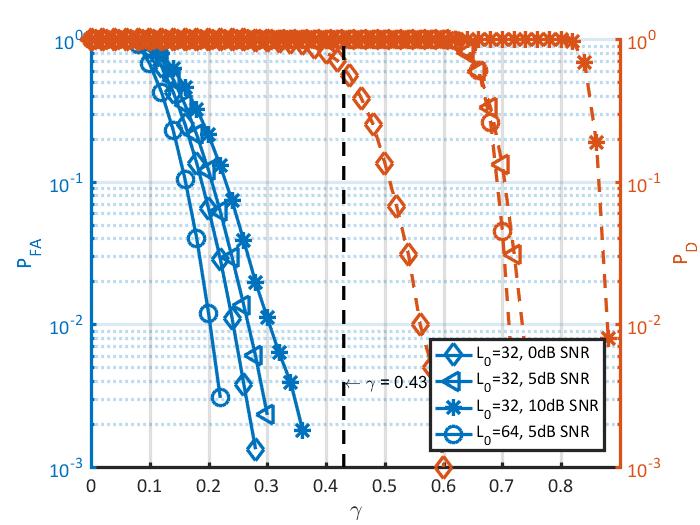 10^0
10^0
10^-1
10^-1
P_FA
P_D
10^-2
10^-2
L_0=32, 0dB SNR
L_0=32, 5dB SNR
L_0=32, 10dB SNR
L_0=64, 5dB SNR
← γ = 0.43
10^-3
10^-3
0 0.1 0.2 0.3 0.4 0.5 0.6 0.7 0.8
γ